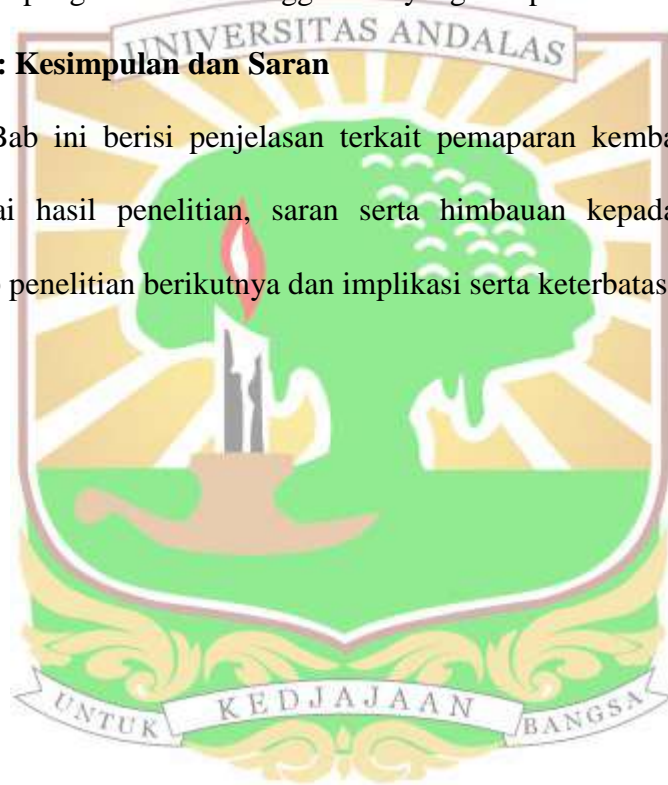 UNIVERSITAS ANDALAS
: Kesimpulan dan Saran
Bab ini berisi penjelasan terkait pemaparan kemba
ai hasil penelitian, saran serta himbauan kepada
penelitian berikutnya dan implikasi serta keterbatas
UNTUK KEDJAJAAN BANGSA